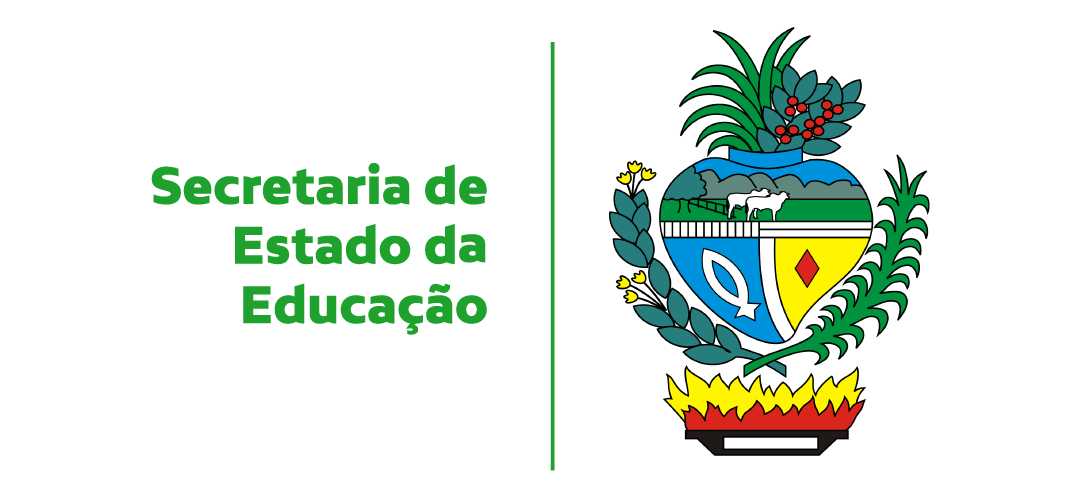 Secretaria de
Estado da
Educação